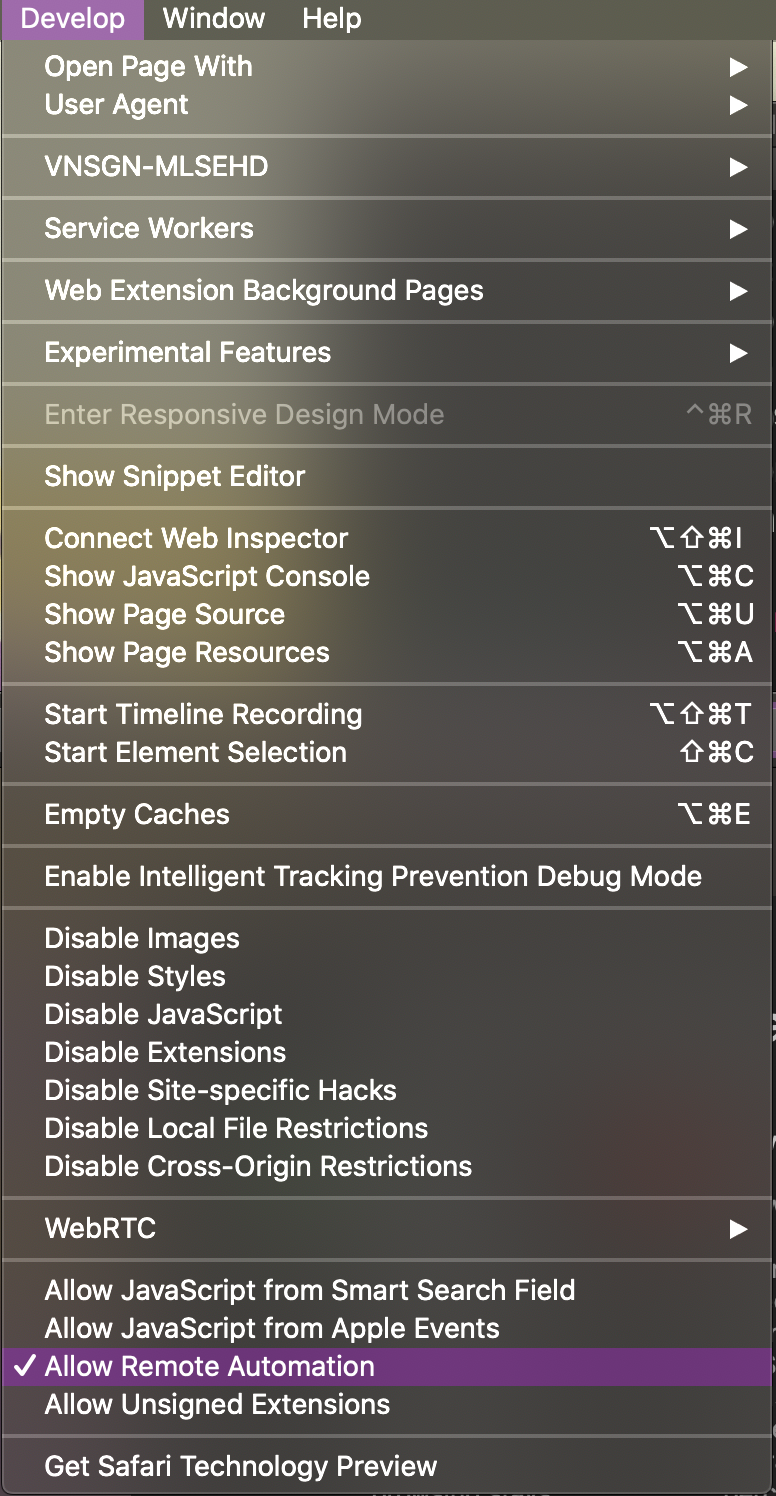 Develop Window Help
Open Page With ▶
User Agent ▶
VNSGN-MLSEHD ▶
Service Workers ▶
Web Extension Background Pages ▶
Experimental Features ▶
Enter Responsive Design Mode ^⌘R
Show Snippet Editor
Connect Web Inspector ⌥⇧⌘I
Show JavaScript Console ⌥⌘C
Show Page Source ⌥⌘U
Show Page Resources ⌥⌘A
Start Timeline Recording ⌥⇧⌘T
Start Element Selection ⇧⌘C
Empty Caches ⌥⌘E
Enable Intelligent Tracking Prevention Debug Mode
Disable Images
Disable Styles
Disable JavaScript
Disable Extensions
Disable Site-specific Hacks
Disable Local File Restrictions
Disable Cross-Origin Restrictions
WebRTC ▶
Allow JavaScript from Smart Search Field
Allow JavaScript from Apple Events
✓ Allow Remote Automation
Allow Unsigned Extensions
Get Safari Technology Preview